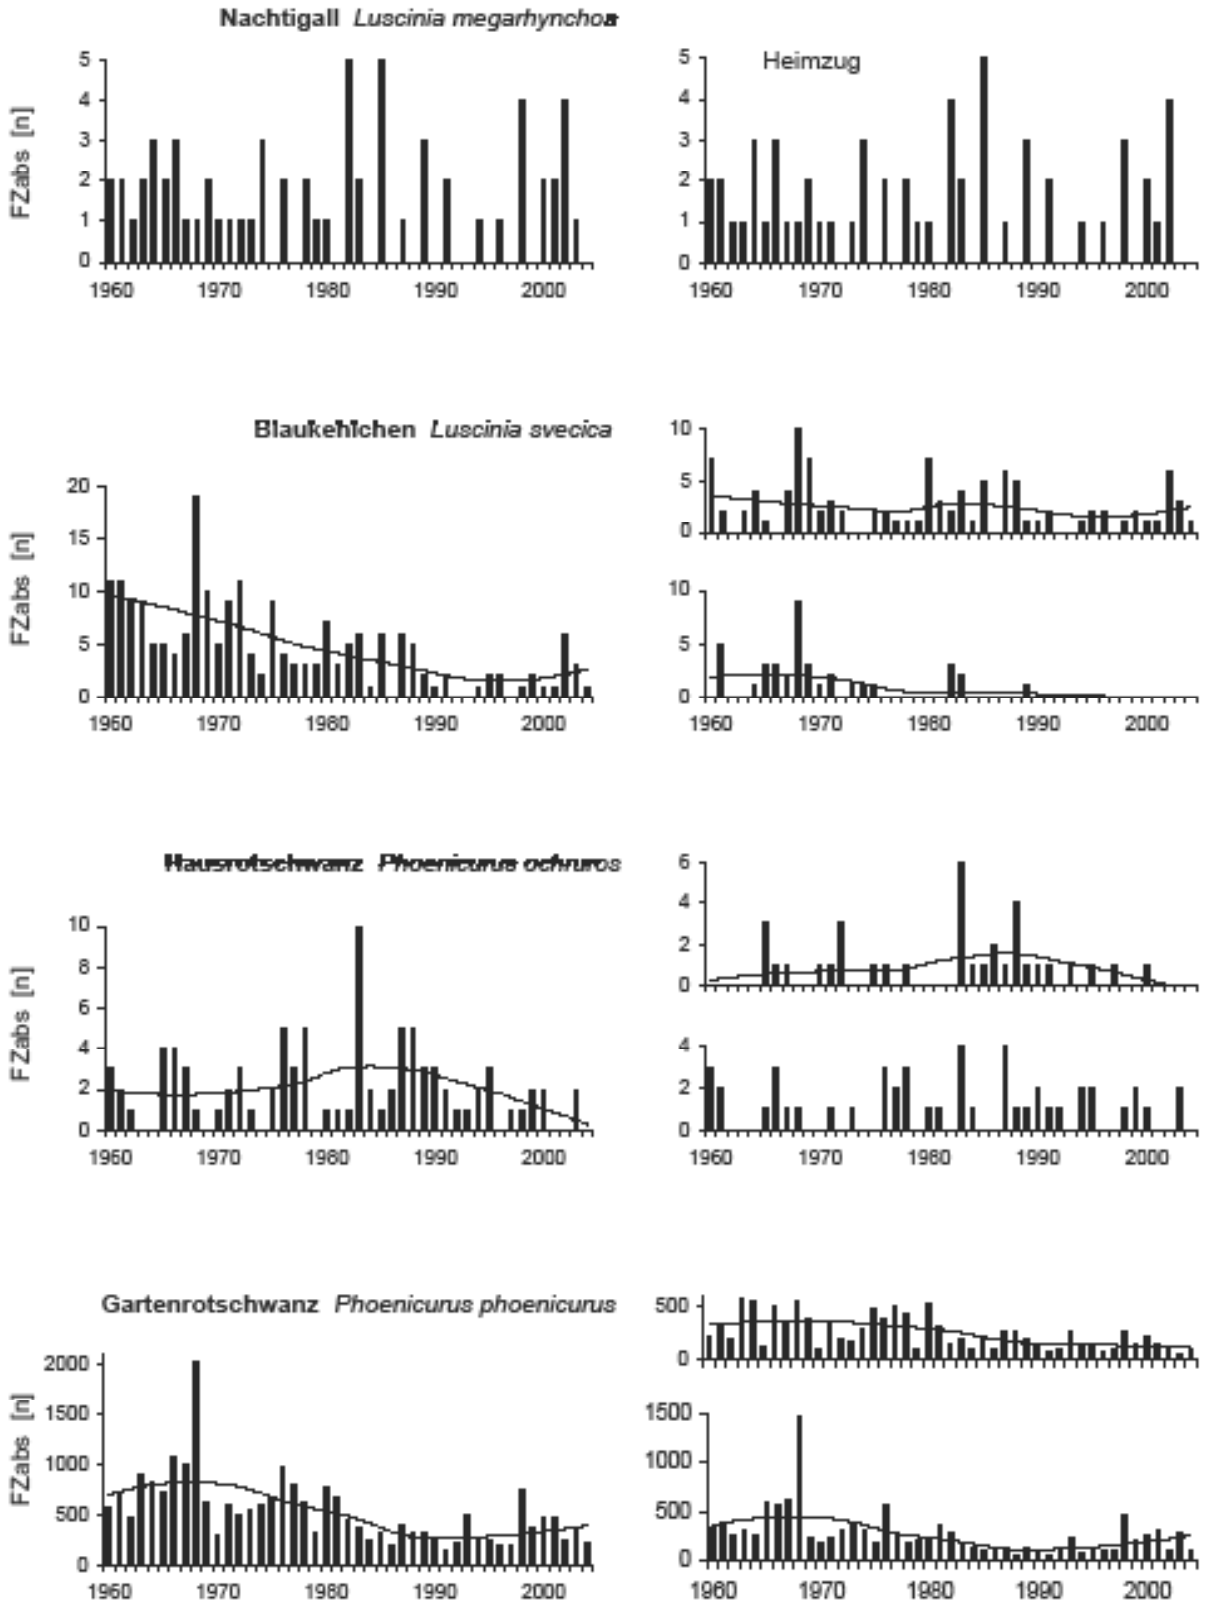 Nachtigall Luscinia megarhynchos
5
4
3
2
1
0
FZabs [n]
1960 1970 1980 1990 2000
Heimzug
5
4
3
2
1
0
1960 1970 1980 1990 2000
Blaukehlchen Luscinia svecica
20
15
10
5
0
FZabs [n]
1960 1970 1980 1990 2000
10
5
0
10
5
0
1960 1970 1980 1990 2000
Hausrotschwanz Phoenicurus ochruros
10
8
6
4
2
0
FZabs [n]
1960 1970 1980 1990 2000
6
4
2
0
4
2
0
1960 1970 1980 1990 2000
Gartenrotschwanz Phoenicurus phoenicurus
2000
1500
1000
500
0
FZabs [n]
1960 1970 1980 1990 2000
500
0
1500
1000
500
0
1960 1970 1980 1990 2000